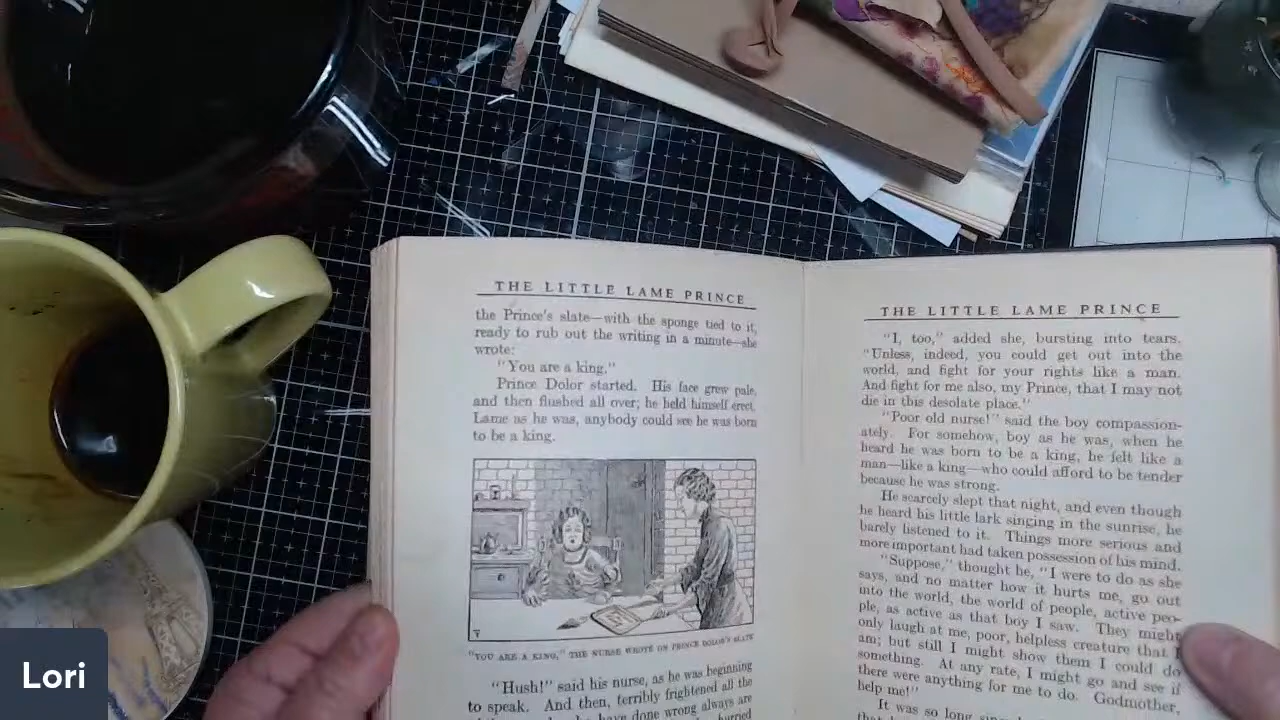 THE LITTLE LAME PRINCE
the Prince's slate—with the sponge tied to it,
ready to rub out the writing in a minute—she
wrote:
"You are a king."
Prince Dolor started. His face grew pale,
and then flushed all over; he held himself erect.
Lame as he was, anybody could see he was born
to be a king.
"YOU ARE A KING," THE NURSE WROTE ON PRINCE DOLOR'S SLATE
"Hush!" said his nurse, as he was beginning
to speak. And then, terribly frightened all the
have done wrong always are
hurried
THE LITTLE LAME PRINCE
"I, too," added she, bursting into tears.
"Unless, indeed, you could get out into the
world, and fight for your rights like a man.
And fight for me also, my Prince, that I may not
die in this desolate place."
"Poor old nurse!" said the boy compassion-
ately. For somehow, boy as he was, when he
heard he was born to be a king, he felt like a
man—like a king—who could afford to be tender
because he was strong.
He scarcely slept that night, and even though
he heard his little lark singing in the sunrise, he
barely listened to it. Things more serious and
more important had taken possession of his mind.
"Suppose," thought he, "I were to do as she
says, and no matter how it hurts me, go out
into the world, the world of people, active peo-
ple, as active as that boy I saw. They might
only laugh at me, poor, helpless creature that I
am; but still I might show them I could do
something. At any rate, I might go and see if
there were anything for me to do. Godmother,
help me!"
It was so long since
Lori